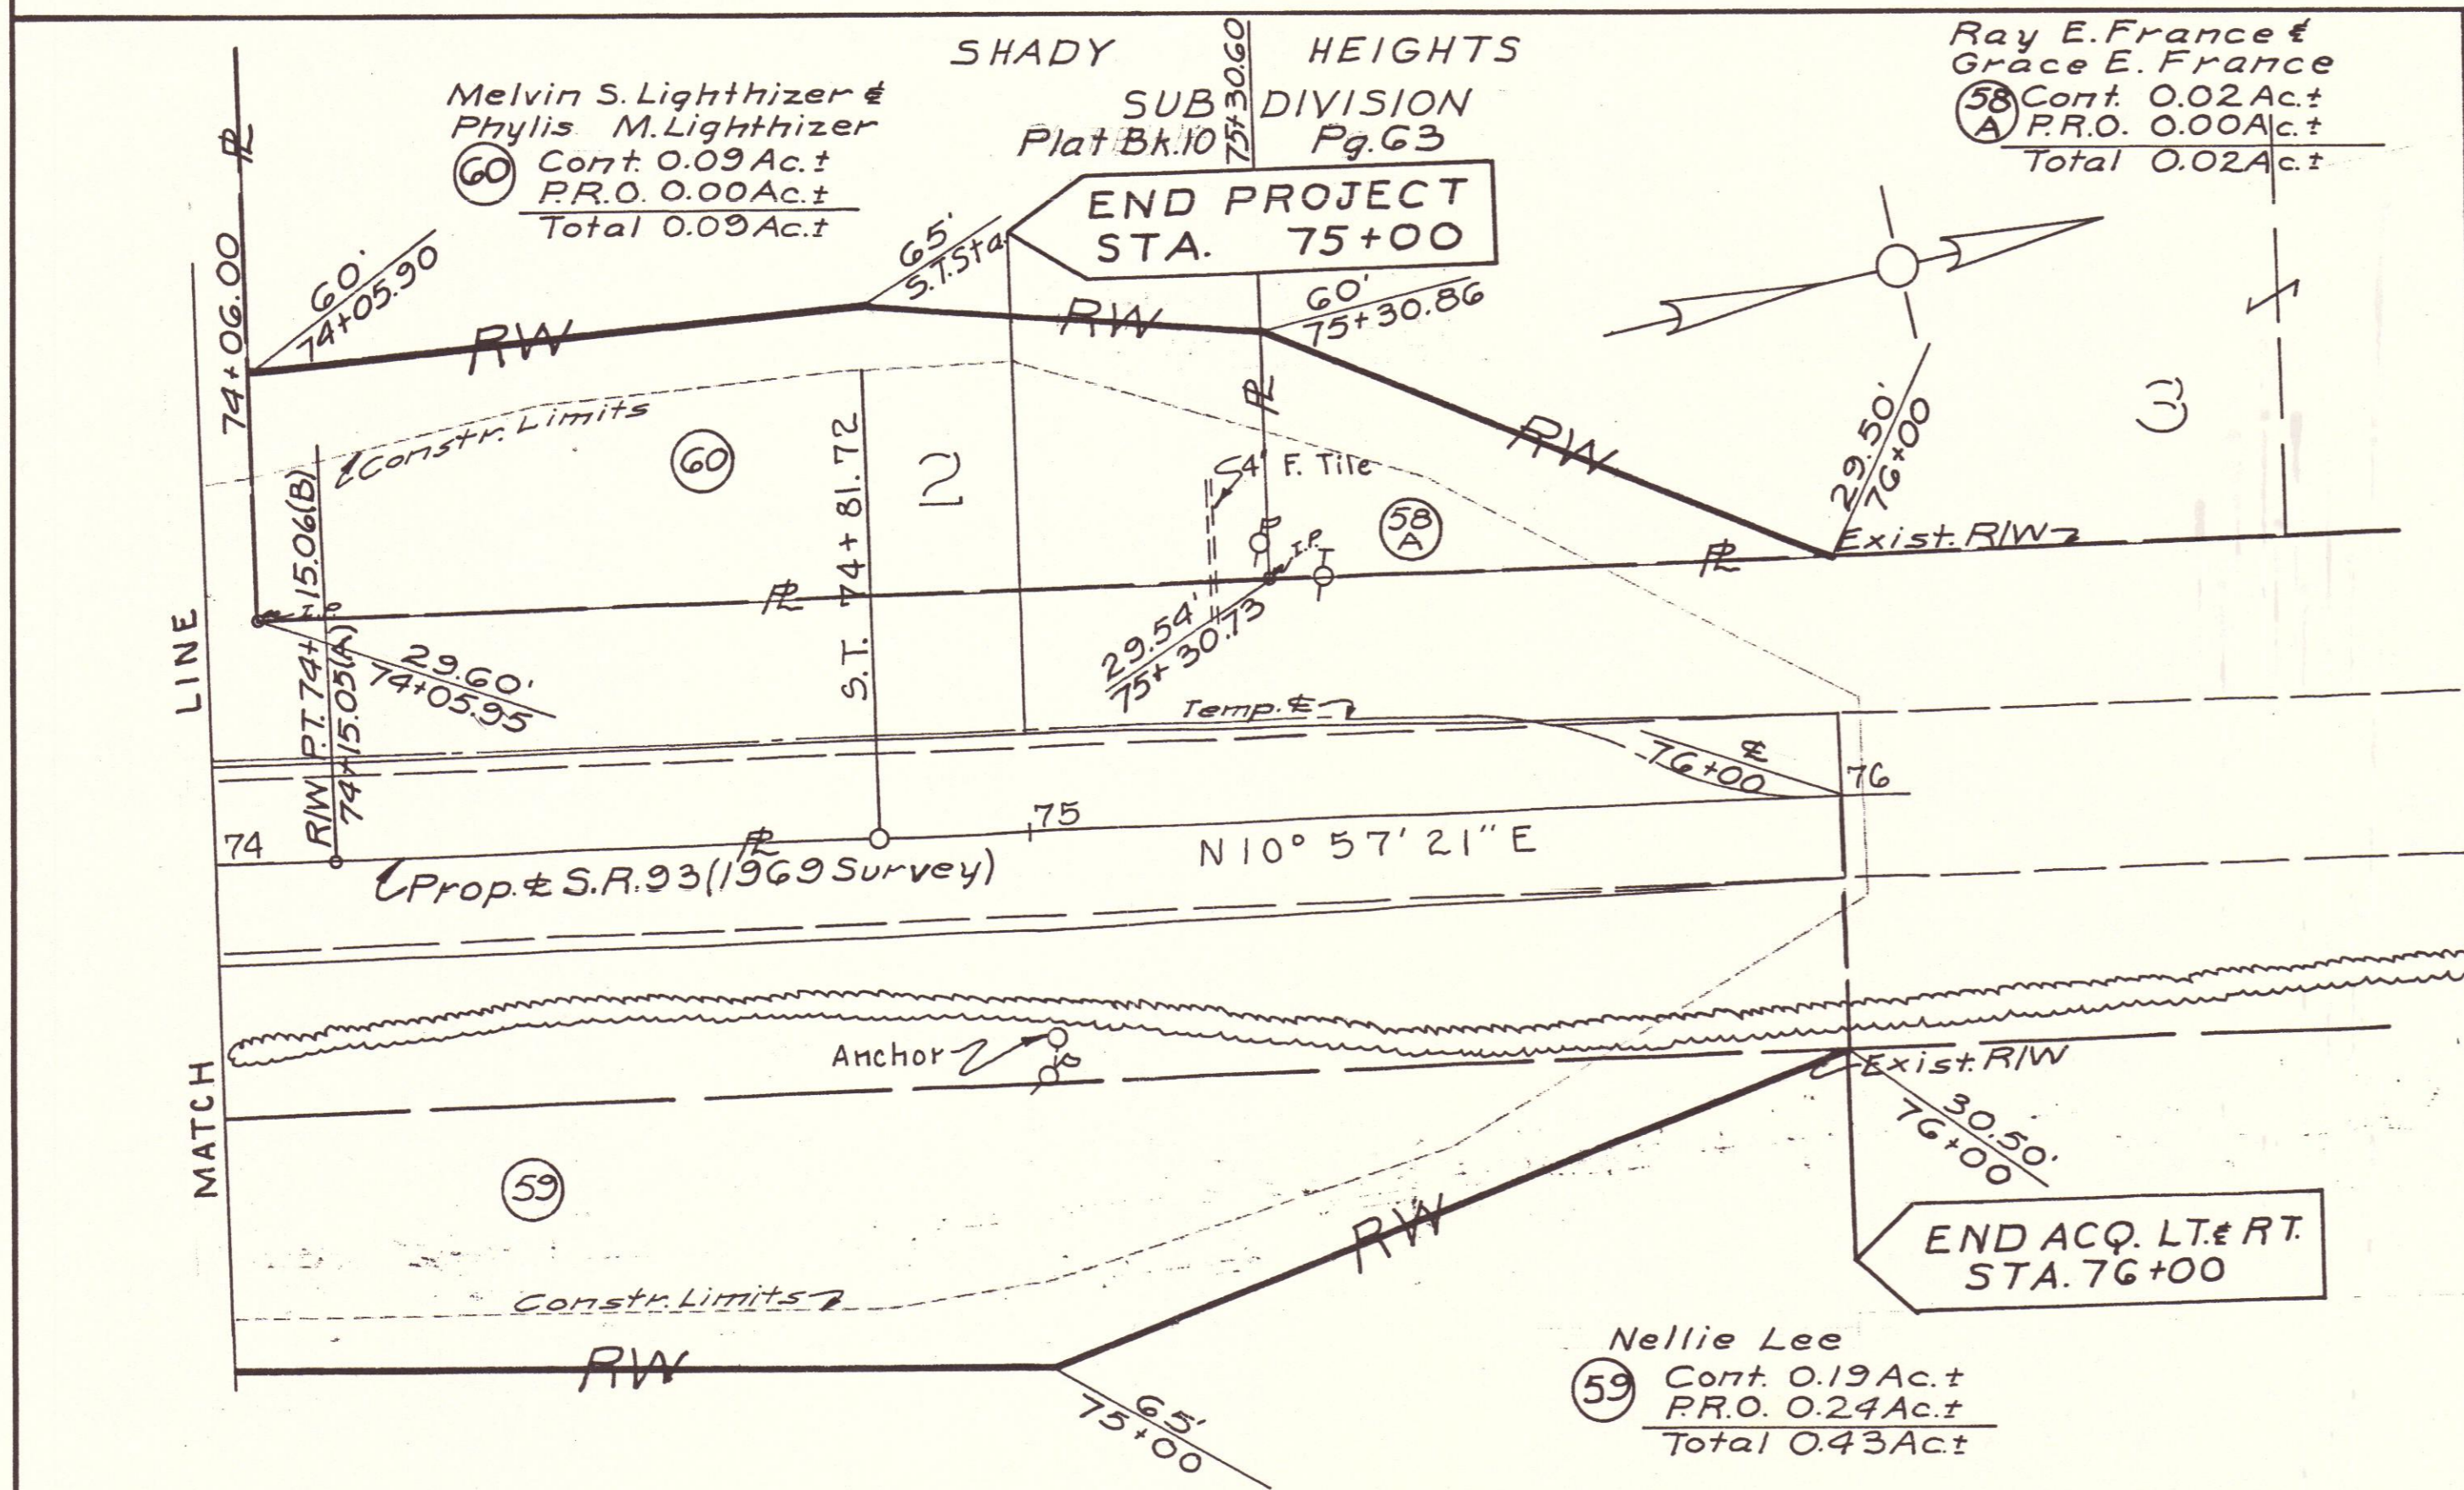 SHADY HEIGHTS
SUB DIVISION
Plat Bk.10 Pg.63
75+30.60
Melvin S. Lighthizer &
Phylis M. Lighthizer
60 Cont. 0.09 Ac.±
P.R.O. 0.00 Ac.±
Total 0.09 Ac.±
Ray E. France &
Grace E. France
58 A Cont. 0.02 Ac.±
P.R.O. 0.00 Ac.±
Total 0.02 Ac.±
END PROJECT
STA. 75+00
74+06.00 PL
60'
74+05.90
65'
S.T. Sta.
60'
75+30.86
RW
RW
RW
PL
29.50'
76+00
3
Constr. Limits
60
2
S.T. 74+81.72
4" F. Tile
P
I.P.
T
58 A
Exist. R/W
PL
PL
I.P.
R/W P.T. 74+15.06(B)
74+15.05(A)
29.60'
74+05.95
29.54'
75+30.73
Temp. ℄
℄
76+00
76
74
75
PL
N 10° 57' 21" E
Prop. ℄ S.R. 93 (1969 Survey)
MATCH LINE
Anchor
P
Exist. R/W
30.50'
76+00
59
RW
END ACQ. LT. & RT.
STA. 76+00
Constr. Limits
RW
65'
75+00
Nellie Lee
59 Cont. 0.19 Ac.±
P.R.O. 0.24 Ac.±
Total 0.43 Ac.±